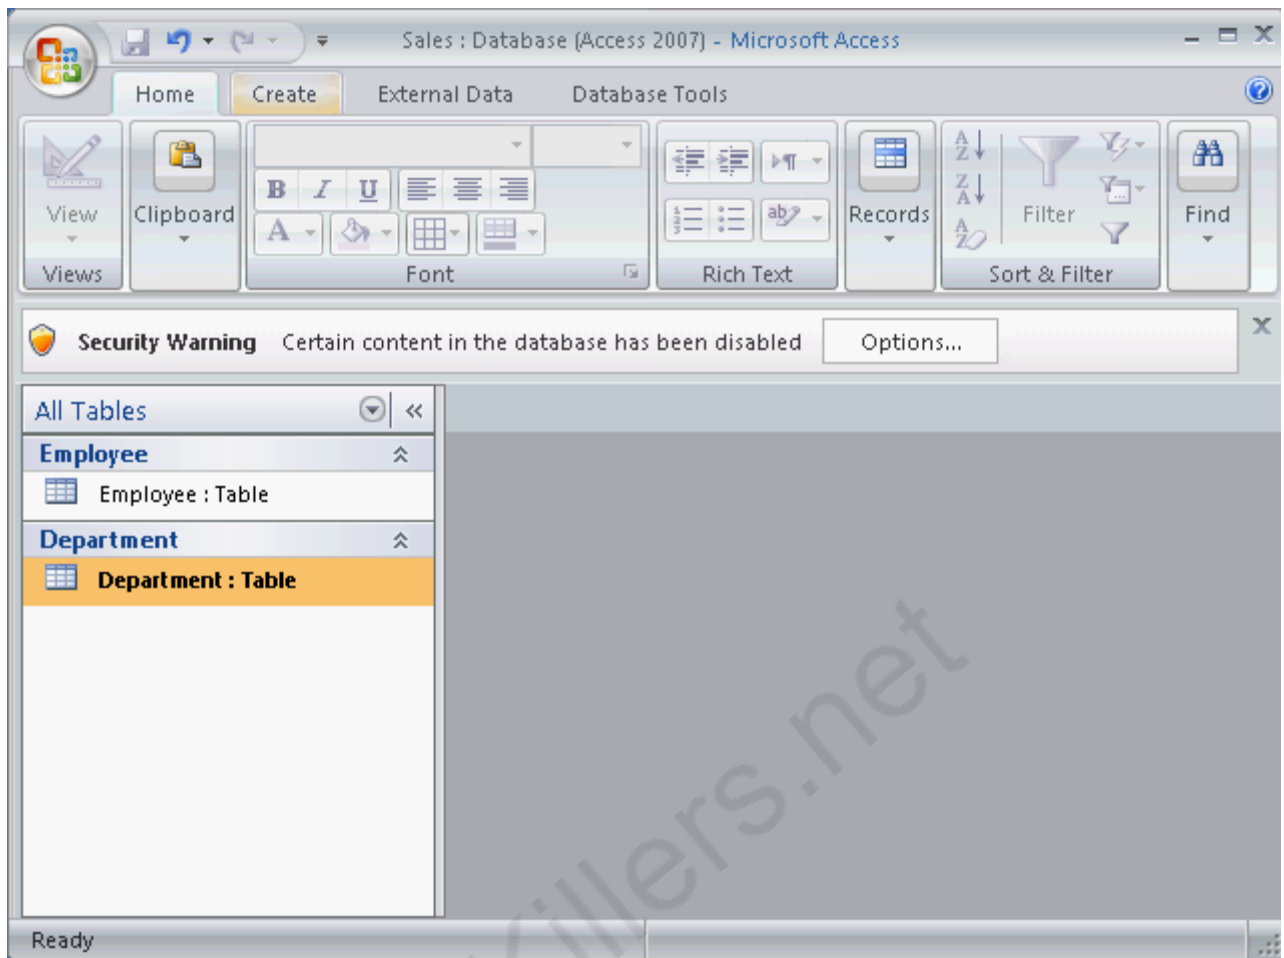 Sales : Database (Access 2007) - Microsoft Access
Home Create External Data Database Tools
View Clipboard B I U A Records Filter Find
Views Font Rich Text Sort & Filter
Security Warning Certain content in the database has been disabled Options...
All Tables
Employee
Employee : Table
Department
Department : Table
Ready